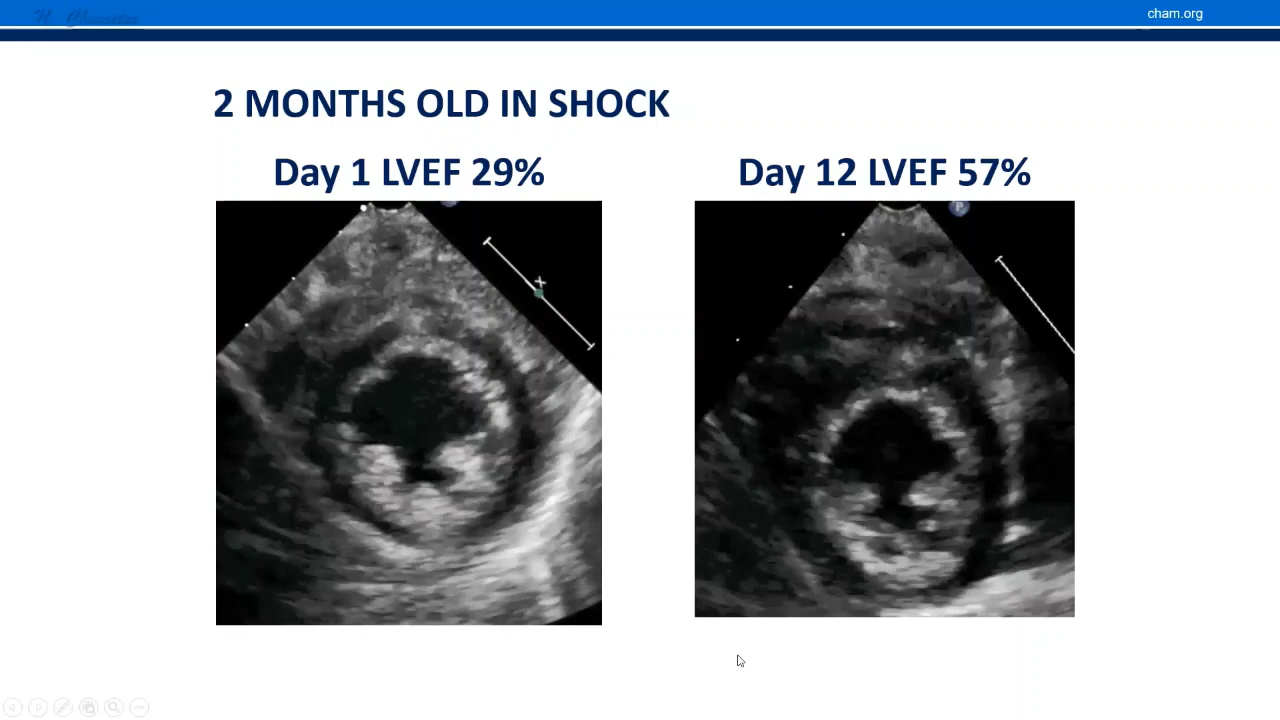 cham.org
2 MONTHS OLD IN SHOCK
Day 1 LVEF 29%
Day 12 LVEF 57%
P